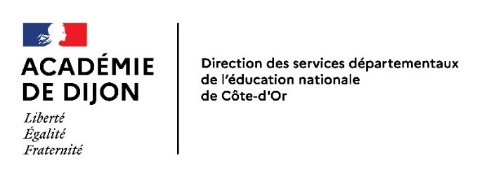 ACADÉMIE
DE DIJON
Liberté
Égalité
Fraternité
Direction des services départementaux
de l'éducation nationale
de Côte-d'Or